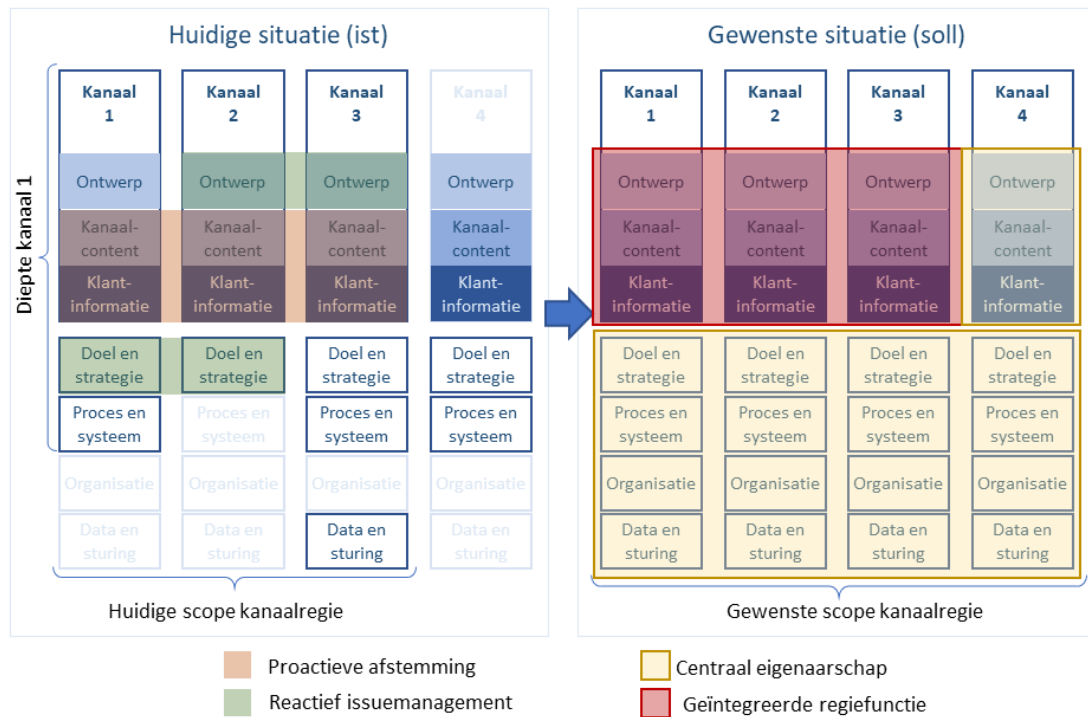 Huidige situatie (ist)
Kanaal Kanaal Kanaal Kanaal
1 2 3 4
Ontwerp Ontwerp Ontwerp Ontwerp
Kanaal- Kanaal- Kanaal- Kanaal-
content content content content
Klant- Klant- Klant- Klant-
informatie informatie informatie informatie
Doel en Doel en Doel en Doel en
strategie strategie strategie strategie
Proces en Proces en Proces en Proces en
systeem systeem systeem systeem
Organisatie Organisatie Organisatie Organisatie
Data en Data en Data en Data en
sturing sturing sturing sturing
Diepte kanaal 1
Huidige scope kanaalregie
Gewenste situatie (soll)
Kanaal Kanaal Kanaal Kanaal
1 2 3 4
Ontwerp Ontwerp Ontwerp Ontwerp
Kanaal- Kanaal- Kanaal- Kanaal-
content content content content
Klant- Klant- Klant- Klant-
informatie informatie informatie informatie
Doel en Doel en Doel en Doel en
strategie strategie strategie strategie
Proces en Proces en Proces en Proces en
systeem systeem systeem systeem
Organisatie Organisatie Organisatie Organisatie
Data en Data en Data en Data en
sturing sturing sturing sturing
Gewenste scope kanaalregie
Proactieve afstemming
Reactief issuemanagement
Centraal eigenaarschap
Geïntegreerde regiefunctie